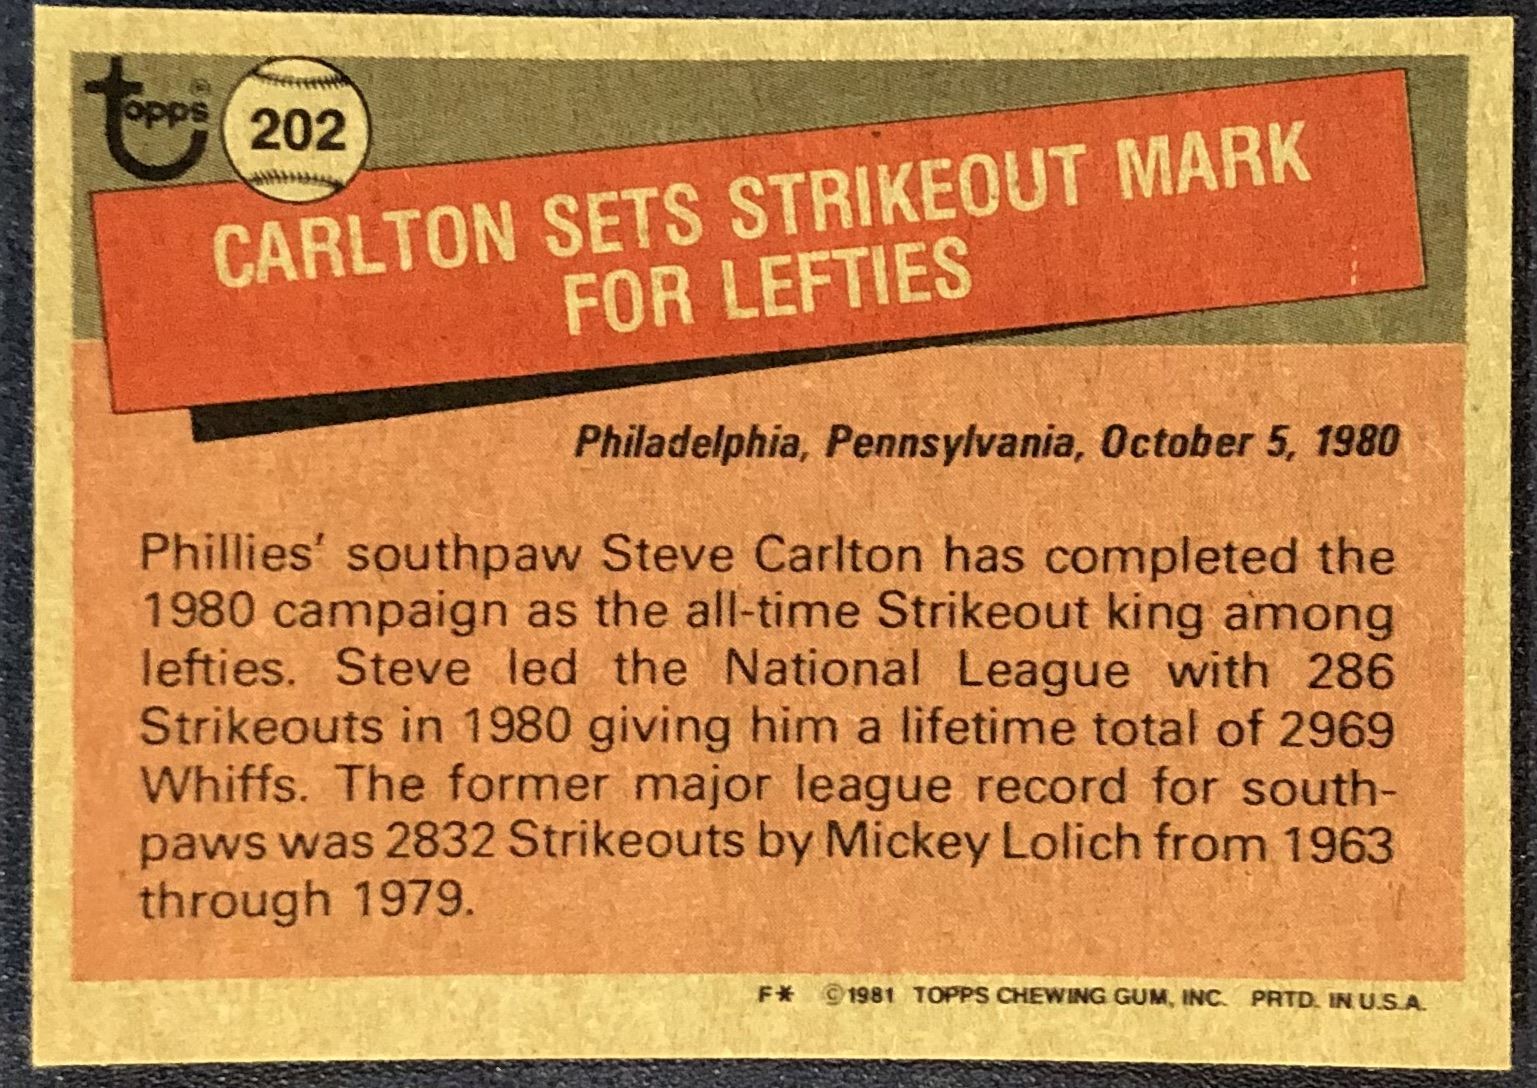 Topps®
202
CARLTON SETS STRIKEOUT MARK
FOR LEFTIES
Philadelphia, Pennsylvania, October 5, 1980
Phillies' southpaw Steve Carlton has completed the
1980 campaign as the all-time Strikeout king among
lefties. Steve led the National League with 286
Strikeouts in 1980 giving him a lifetime total of 2969
Whiffs. The former major league record for south-
paws was 2832 Strikeouts by Mickey Lolich from 1963
through 1979.
F* ©1981 TOPPS CHEWING GUM, INC. PRTD. IN U.S.A.